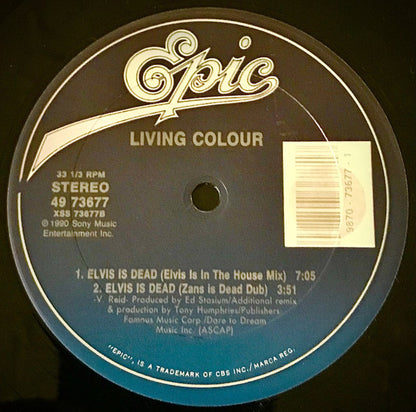 Epic
LIVING COLOUR
33 1/3 RPM
STEREO
49 73677
XSS 73677B
℗ 1990 Sony Music
Entertainment Inc.
9870 - 73677 - 1
1. ELVIS IS DEAD (Elvis Is In The House Mix) 7:05
2. ELVIS IS DEAD (Zans is Dead Dub) 3:51
-V. Reid- Produced by Ed Stasium/Additional remix
& production by Tony Humphries/Publishers
Famous Music Corp./Dare to Dream
Music Inc. (ASCAP)
"EPIC", IS A TRADEMARK OF CBS INC./MARCA REG.